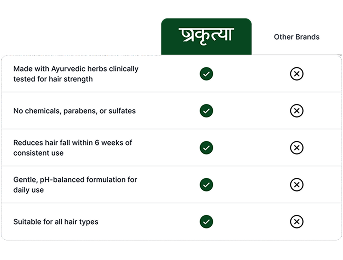 प्रकृत्या
Other Brands
Made with Ayurvedic herbs clinically
tested for hair strength
No chemicals, parabens, or sulfates
Reduces hair fall within 6 weeks of
consistent use
Gentle, pH-balanced formulation for
daily use
Suitable for all hair types